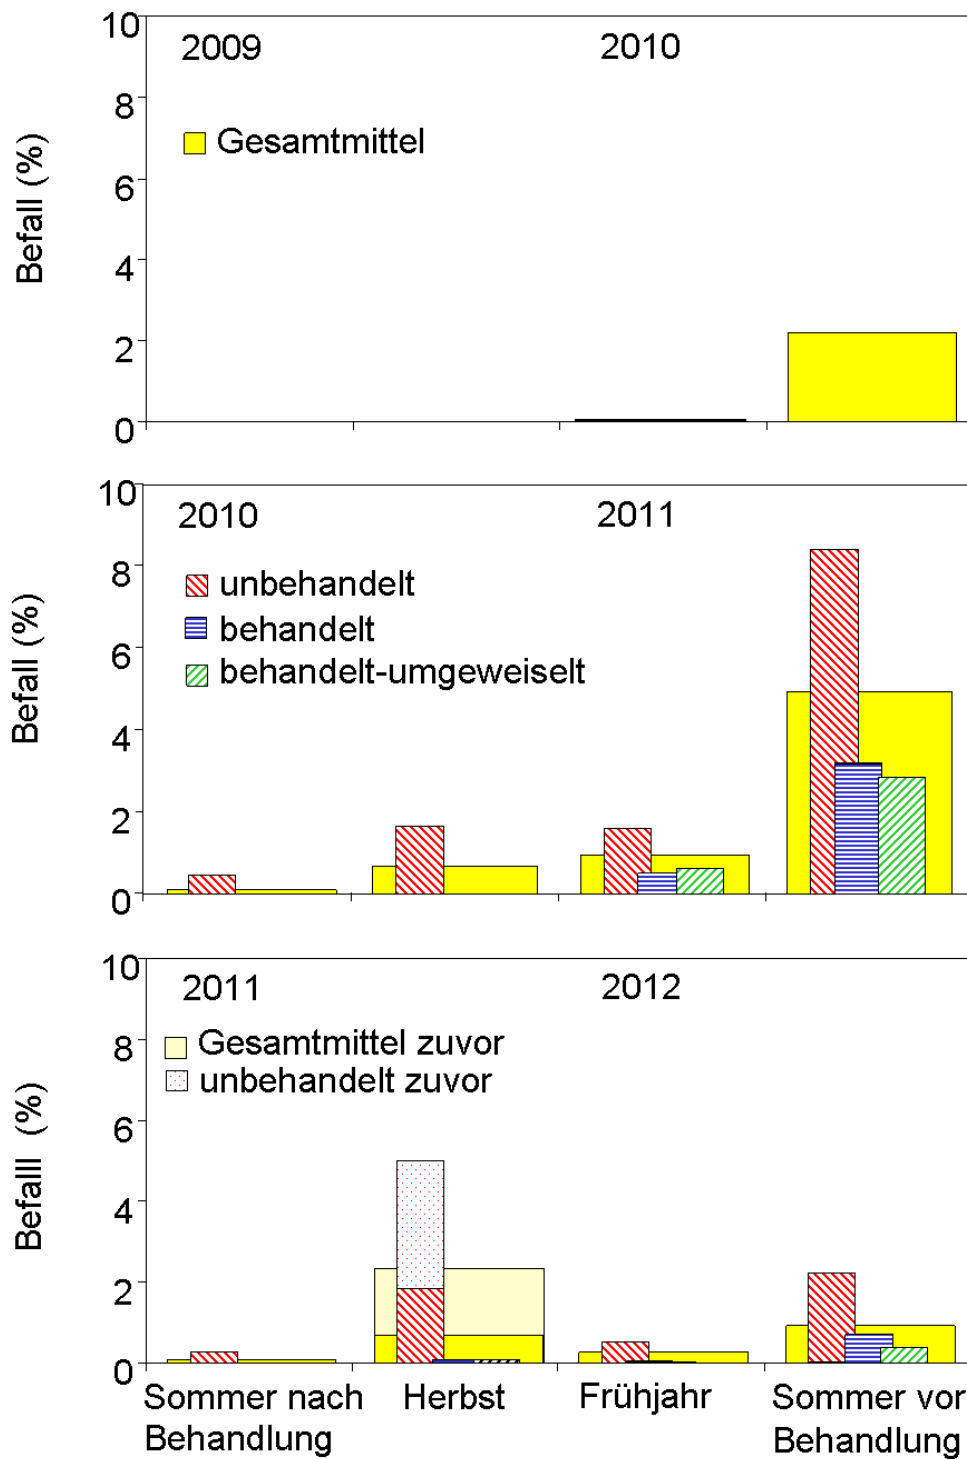 10
2009
2010
8
Gesamtmittel
6
Befall (%)
4
2
0
10
2010
2011
8
unbehandelt
behandelt
6
behandelt-umgeweiselt
Befall (%)
4
2
0
10
2011
2012
Gesamtmittel zuvor
8
unbehandelt zuvor
6
Befalll (%)
4
2
0
Sommer nach
Behandlung
Herbst
Frühjahr
Sommer vor
Behandlung